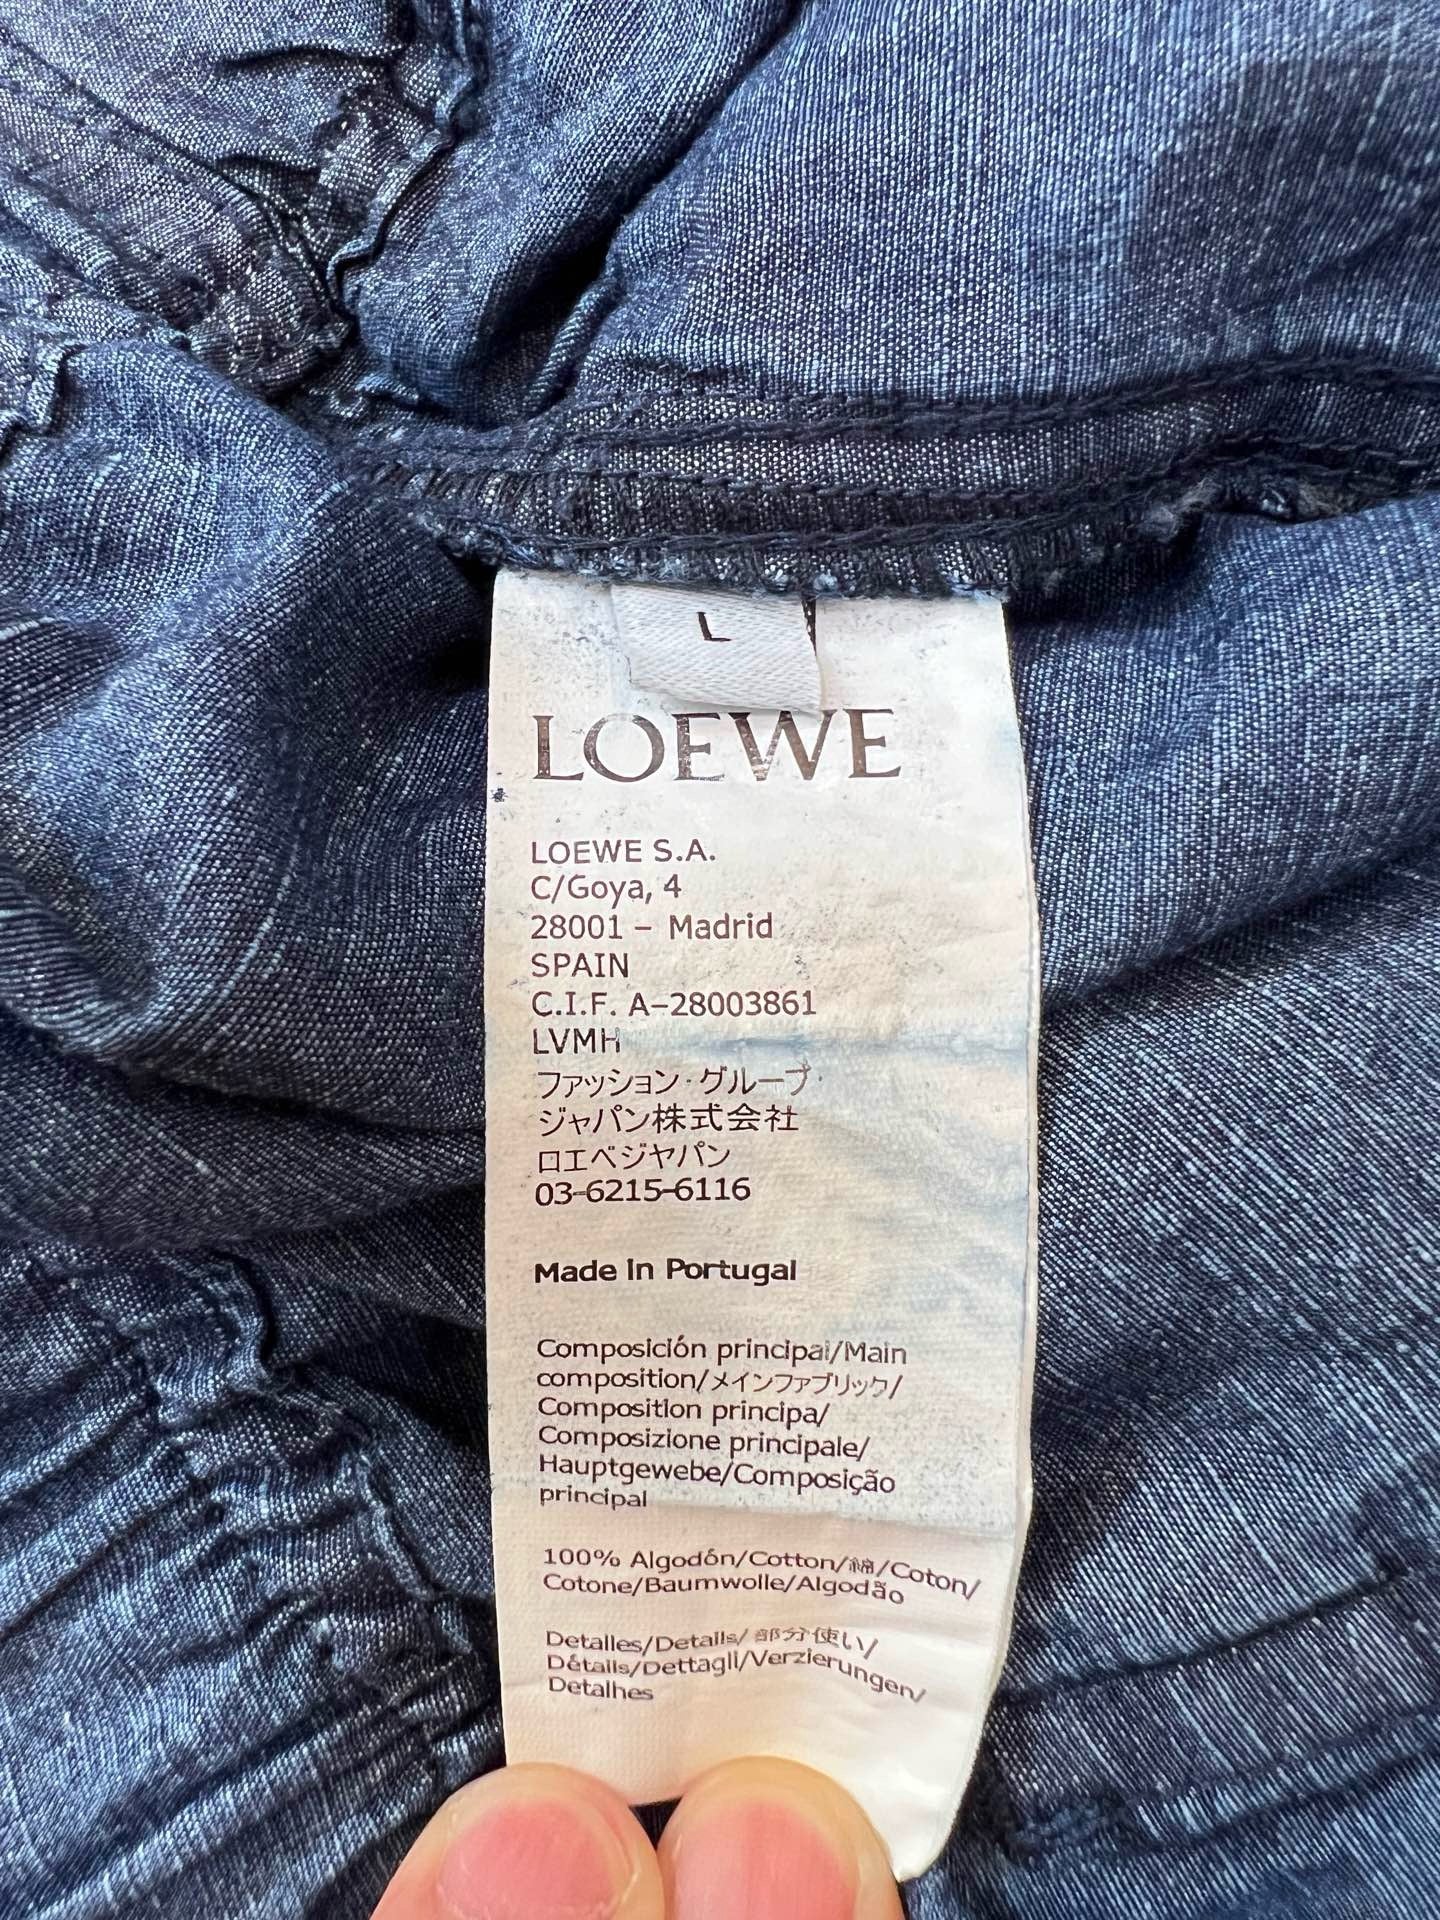 L
LOEWE
LOEWE S.A.
C/Goya, 4
28001 – Madrid
SPAIN
C.I.F. A–28003861
LVMH
ファッション・グループ・
ジャパン株式会社
ロエベジャパン
03-6215-6116
Made in Portugal
Composición principal/Main
composition/メインファブリック/
Composition principa/
Composizione principale/
Hauptgewebe/Composição
principal
100% Algodón/Cotton/綿/Coton/
Cotone/Baumwolle/Algodão
Detalles/Details/部分使い/
Détails/Dettagli/Verzierungen/
Detalhes